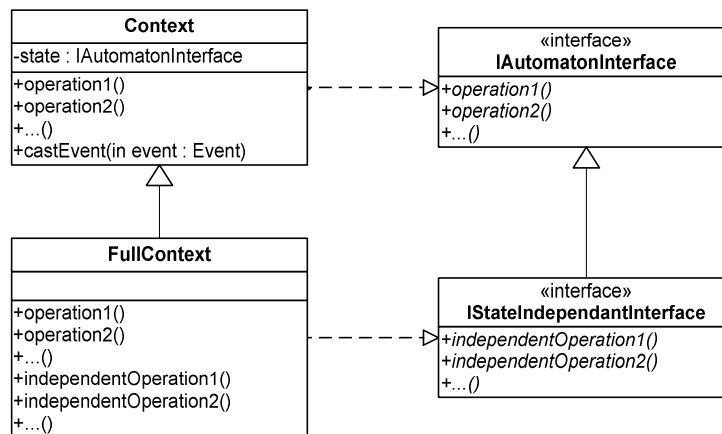 Context
-state : IAutomatonInterface
+operation1()
+operation2()
+...()
+castEvent(in event : Event)
«interface»
IAutomatonInterface
+operation1()
+operation2()
+...()
FullContext
+operation1()
+operation2()
+...()
+independentOperation1()
+independentOperation2()
+...()
«interface»
IStateIndependantInterface
+independentOperation1()
+independentOperation2()
+...()